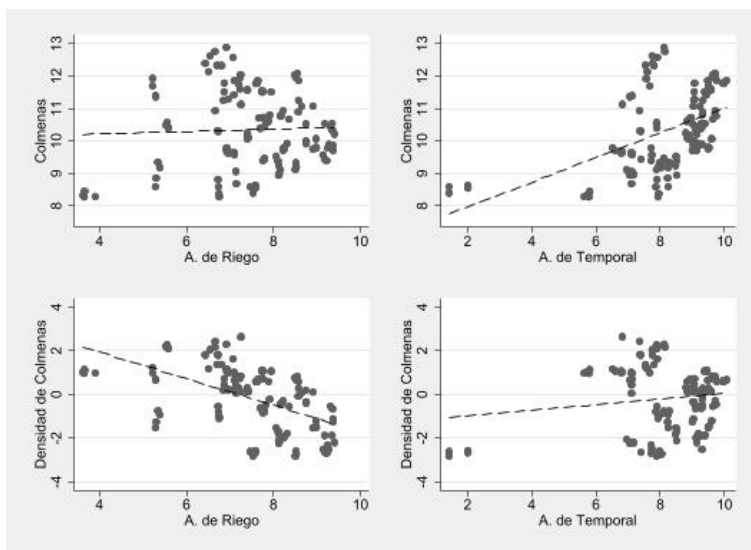 Colmenas
8 9 10 11 12 13
4 6 8 10
A. de Riego
Colmenas
8 9 10 11 12 13
2 4 6 8 10
A. de Temporal
Densidad de Colmenas
-4 -2 0 2 4
4 6 8 10
A. de Riego
Densidad de Colmenas
-4 -2 0 2 4
2 4 6 8 10
A. de Temporal